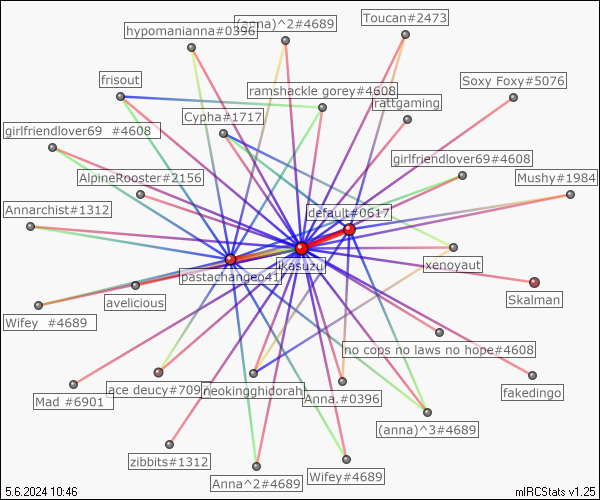 Toucan#2473
(anna)^2#4689
hypomanianna#0396
frisout
Soxy Foxy#5076
ramshackle gorey#4608
rattgaming
Cypha#1717
girlfriendlover69 #4608
girlfriendlover69#4608
AlpineRooster#2156
Mushy#1984
Annarchist#1312
default#0617
ikasuzu
xenoyaut
pastachangeo41
Skalman
avelicious
Wifey #4689
no cops no laws no hope#4608
ace deucy#709
neokingghidorah
fakedingo
Mad #6901
Anna.#0396
(anna)^3#4689
zibbits#1312
Wifey#4689
Anna^2#4689
5.6.2024 10:46
mIRCStats v1.25